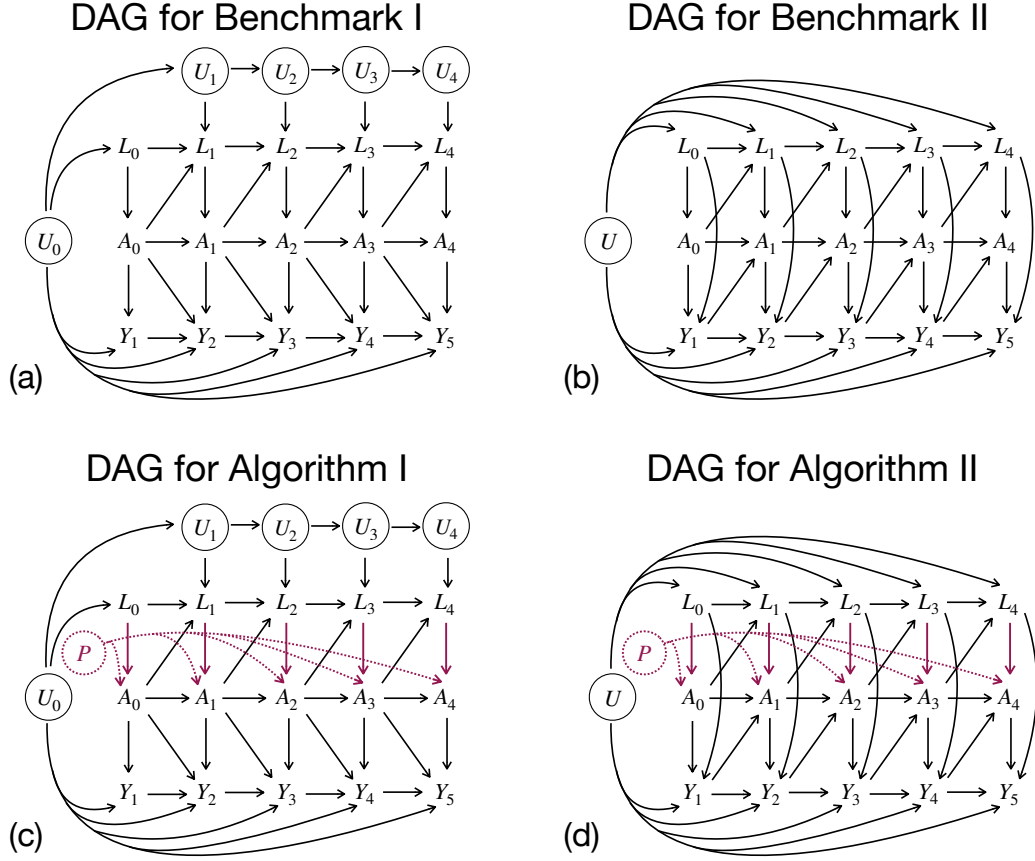 DAG for Benchmark I
U₁ U₂ U₃ U₄
L₀ L₁ L₂ L₃ L₄
U₀ A₀ A₁ A₂ A₃ A₄
Y₁ Y₂ Y₃ Y₄ Y₅
(a)
DAG for Benchmark II
L₀ L₁ L₂ L₃ L₄
U A₀ A₁ A₂ A₃ A₄
Y₁ Y₂ Y₃ Y₄ Y₅
(b)
DAG for Algorithm I
U₁ U₂ U₃ U₄
L₀ L₁ L₂ L₃ L₄
P
U₀ A₀ A₁ A₂ A₃ A₄
Y₁ Y₂ Y₃ Y₄ Y₅
(c)
DAG for Algorithm II
L₀ L₁ L₂ L₃ L₄
P
U A₀ A₁ A₂ A₃ A₄
Y₁ Y₂ Y₃ Y₄ Y₅
(d)